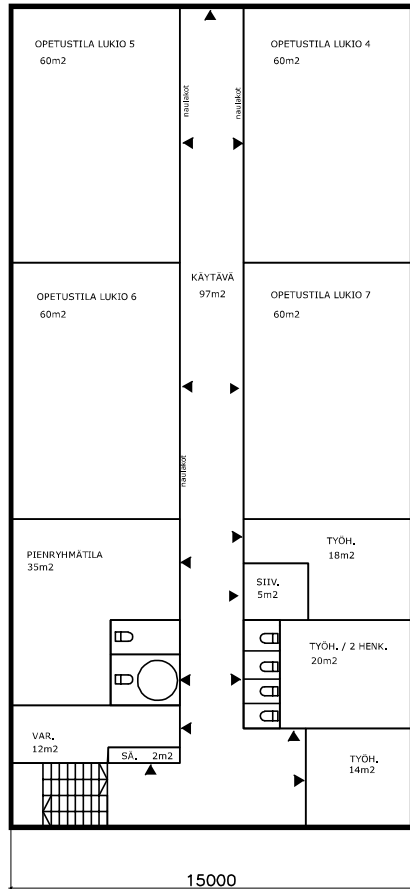 OPETUSTILA LUKIO 5
60m2
OPETUSTILA LUKIO 4
60m2
naulakot
naulakot
KÄYTÄVÄ
97m2
OPETUSTILA LUKIO 6
60m2
OPETUSTILA LUKIO 7
60m2
naulakot
PIENRYHMÄTILA
35m2
TYÖH.
18m2
SIIV.
5m2
TYÖH. / 2 HENK.
20m2
VAR.
12m2
SÄ. 2m2
TYÖH.
14m2
15000